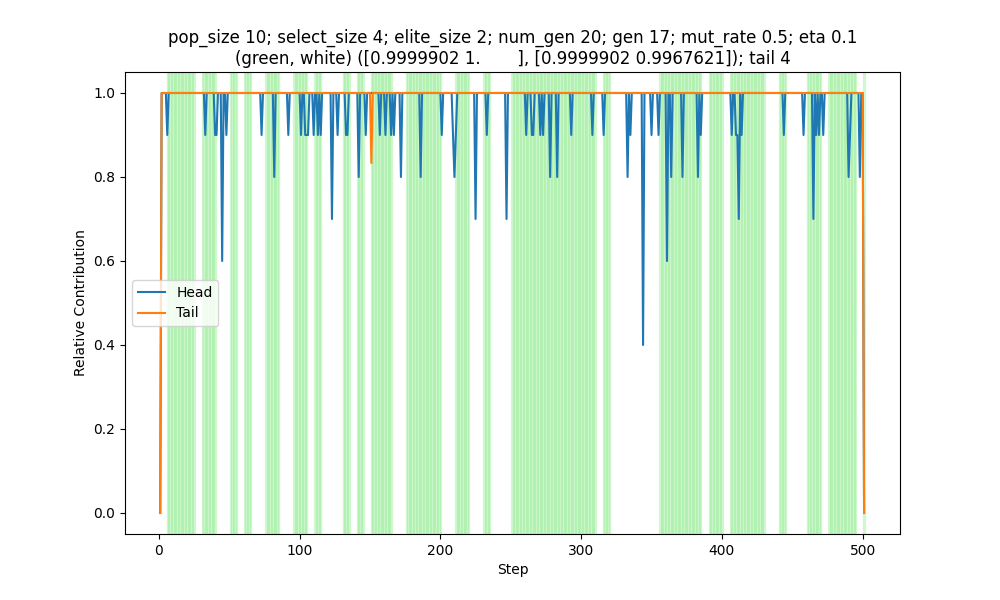 pop_size 10; select_size 4; elite_size 2; num_gen 20; gen 17; mut_rate 0.5; eta 0.1
(green, white) ([0.9999902 1.        ], [0.9999902 0.9967621]); tail 4
1.0
0.8
0.6
0.4
0.2
0.0
Relative Contribution
Head
Tail
0
100
200
300
400
500
Step